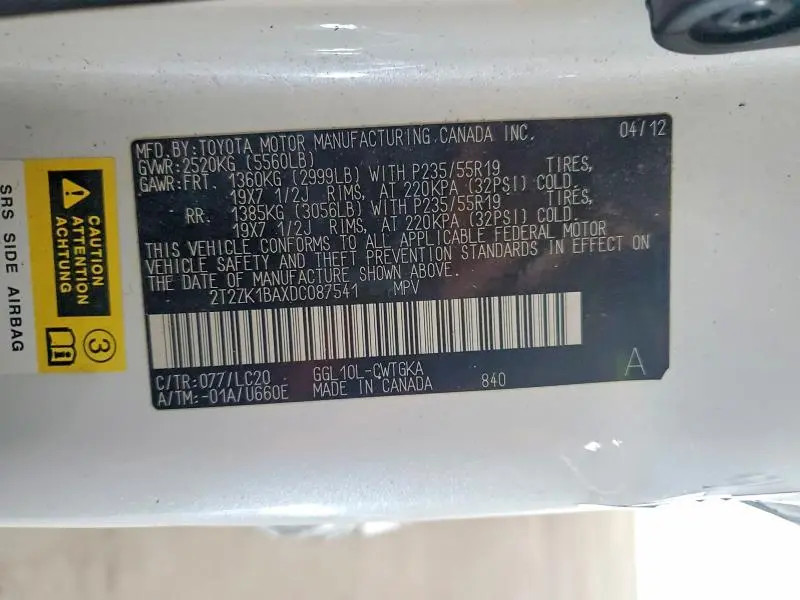 MFD. BY: TOYOTA MOTOR MANUFACTURING CANADA INC. 04/12
GVWR: 2520KG (5560LB)
GAWR: FRT. 1360KG (2999LB) WITH P235/55R19 TIRES,
19X7 1/2J RIMS, AT 220KPA (32PSI) COLD.
RR. 1385KG (3056LB) WITH P235/55R19 TIRES,
19X7 1/2J RIMS, AT 220KPA (32PSI) COLD.
THIS VEHICLE CONFORMS TO ALL APPLICABLE FEDERAL MOTOR
VEHICLE SAFETY AND THEFT PREVENTION STANDARDS IN EFFECT ON
THE DATE OF MANUFACTURE SHOWN ABOVE.
2T2ZK1BAXDC087541 MPV
C/TR: 077/LC20 GGL10L-CWTGKA
A/TM: -01A/U660E MADE IN CANADA 840
A
SRS SIDE AIRBAG
CAUTION
ATTENTION
ACHTUNG
3